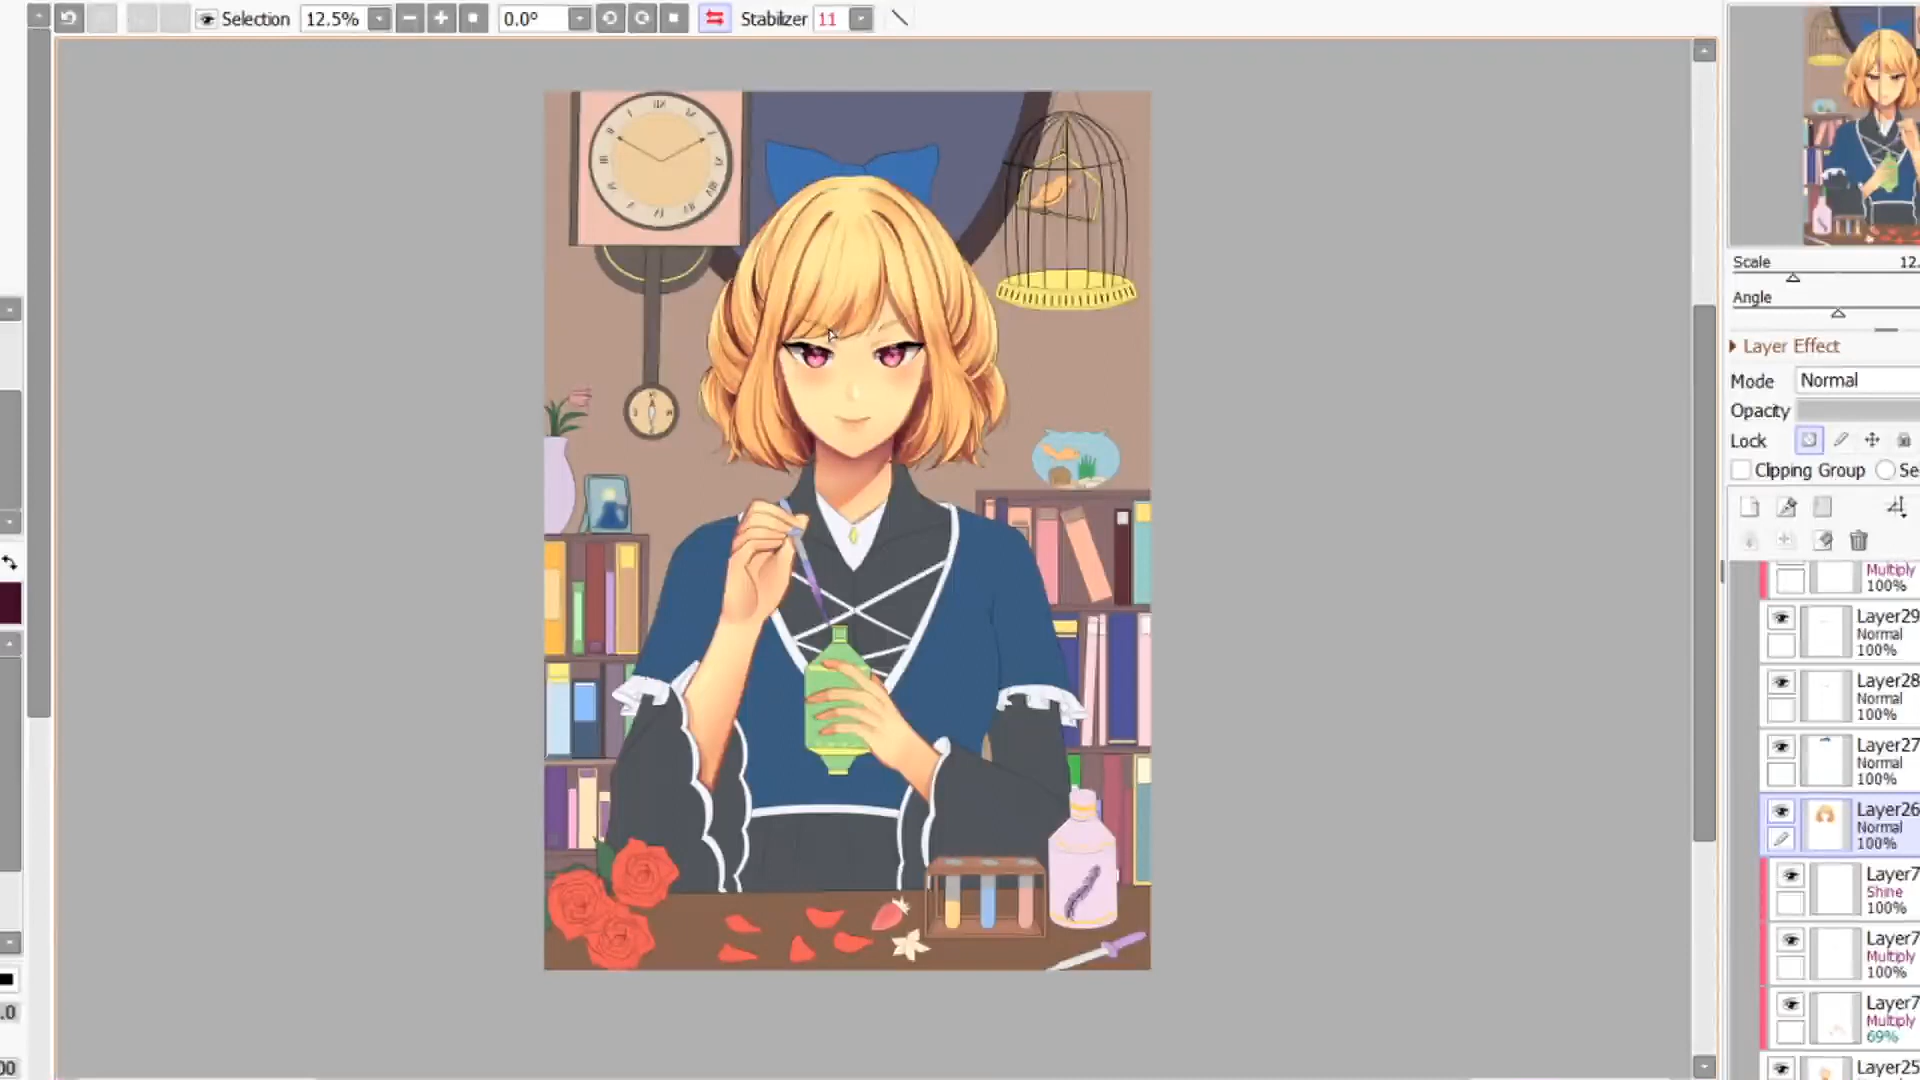 Selection 12.5% 0.0° Stabilizer 11
Scale 12.
Angle
Layer Effect
Mode Normal
Opacity
Lock
Clipping Group Se
Multiply
100%
Layer29
Normal
100%
Layer28
Normal
100%
Layer27
Normal
100%
Layer26
Normal
100%
Layer7
Shine
100%
Layer7
Multiply
100%
Layer7
Multiply
69%
Layer25
.0
00